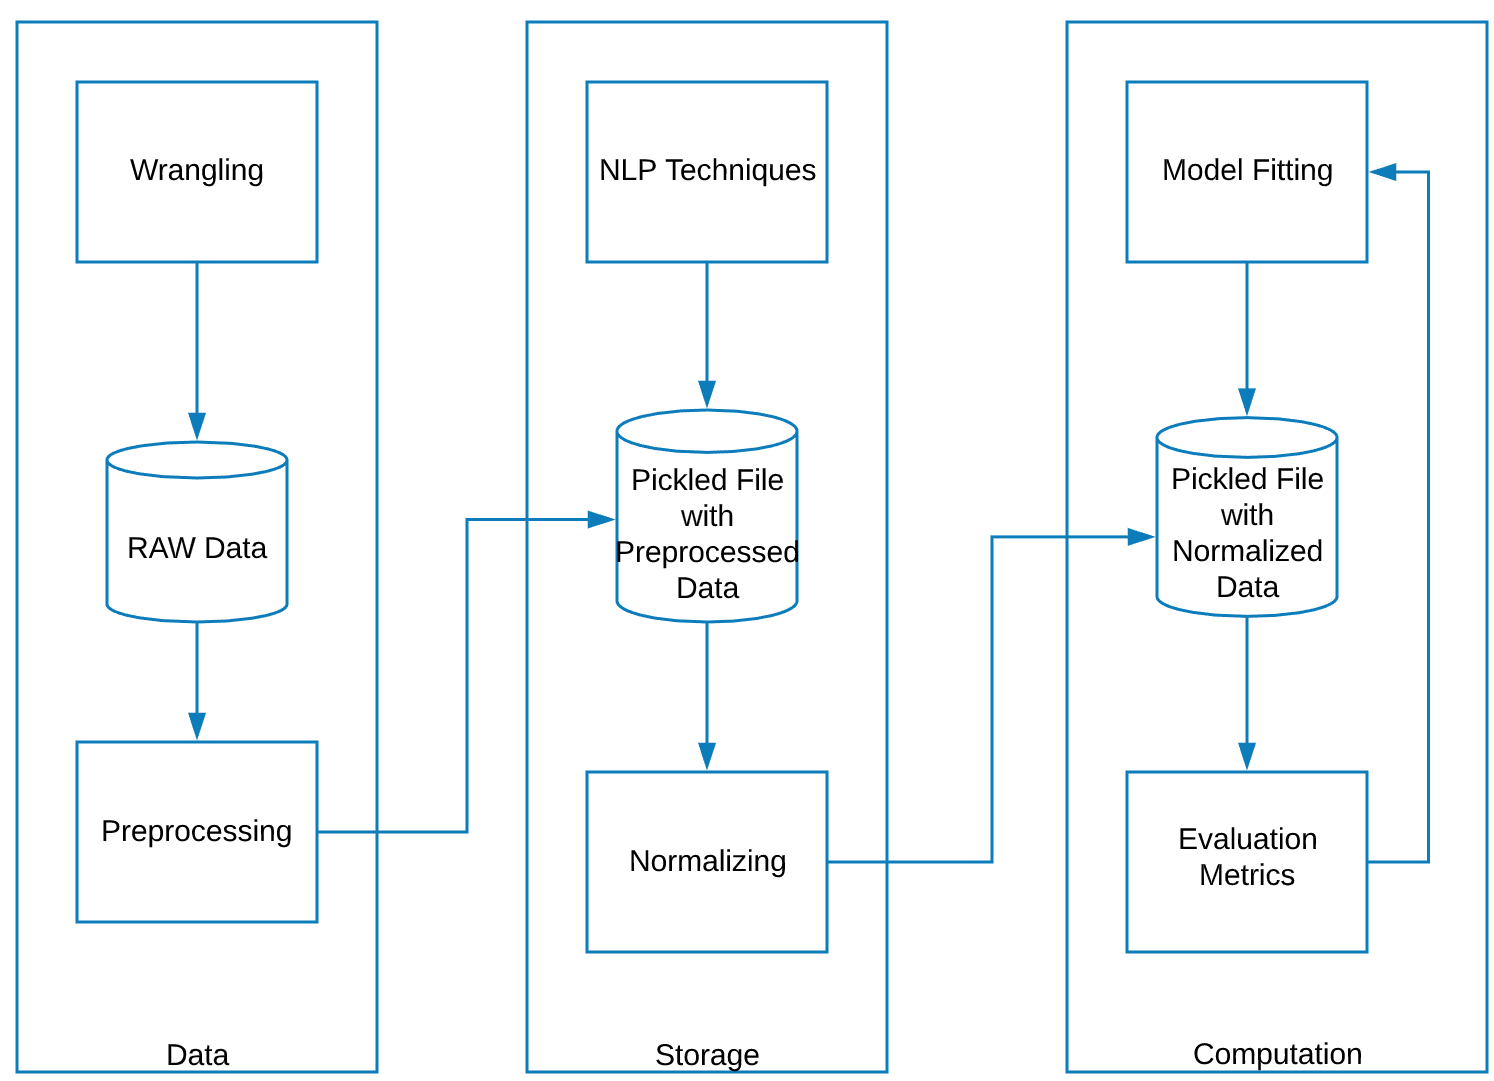 Wrangling
RAW Data
Preprocessing
Data
NLP Techniques
Pickled File
with
Preprocessed
Data
Normalizing
Storage
Model Fitting
Pickled File
with
Normalized
Data
Evaluation
Metrics
Computation